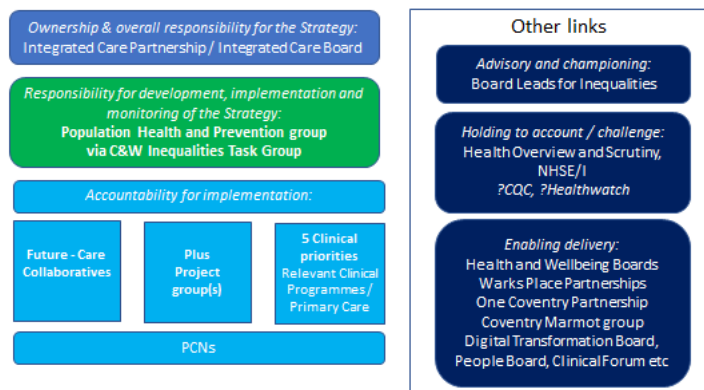 Ownership & overall responsibility for the Strategy:
Integrated Care Partnership / Integrated Care Board
Responsibility for development, implementation and
monitoring of the Strategy:
Population Health and Prevention group
via C&W Inequalities Task Group
Accountability for implementation:
Future - Care
Collaboratives
Plus
Project
group(s)
5 Clinical
priorities
Relevant Clinical
Programmes /
Primary Care
PCNs
Other links
Advisory and championing:
Board Leads for Inequalities
Holding to account / challenge:
Health Overview and Scrutiny,
NHSE/I
?CQC, ?Healthwatch
Enabling delivery:
Health and Wellbeing Boards
Warks Place Partnerships
One Coventry Partnership
Coventry Marmot group
Digital Transformation Board,
People Board, Clinical Forum etc